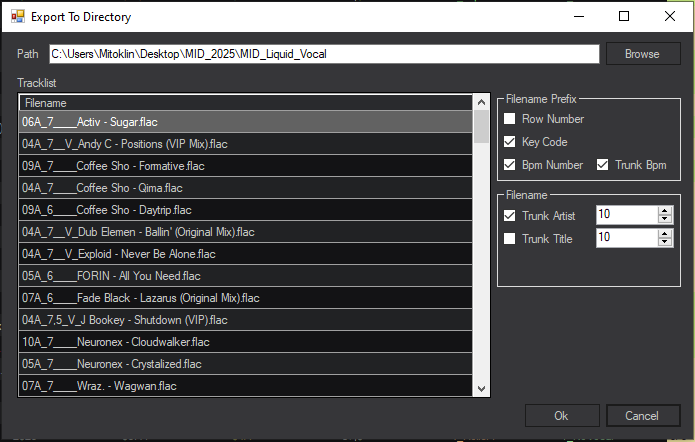 Export To Directory
Path C:\Users\Mitoklin\Desktop\MID_2025\MID_Liquid_Vocal Browse
Tracklist
Filename
06A_7____Activ - Sugar.flac
04A_7__V_Andy C - Positions (VIP Mix).flac
09A_7____Coffee Sho - Formative.flac
04A_7____Coffee Sho - Qima.flac
09A_6____Coffee Sho - Daytrip.flac
04A_7__V_Dub Elemen - Ballin' (Original Mix).flac
04A_7__V_Exploid - Never Be Alone.flac
05A_6____FORIN - All You Need.flac
07A_6____Fade Black - Lazarus (Original Mix).flac
04A_7,5_V_J Bookey - Shutdown (VIP).flac
10A_7____Neuronex - Cloudwalker.flac
05A_7____Neuronex - Crystalized.flac
07A_7____Wraz. - Wagwan.flac
Filename Prefix
Row Number
Key Code
Bpm Number Trunk Bpm
Filename
Trunk Artist 10
Trunk Title 10
Ok Cancel